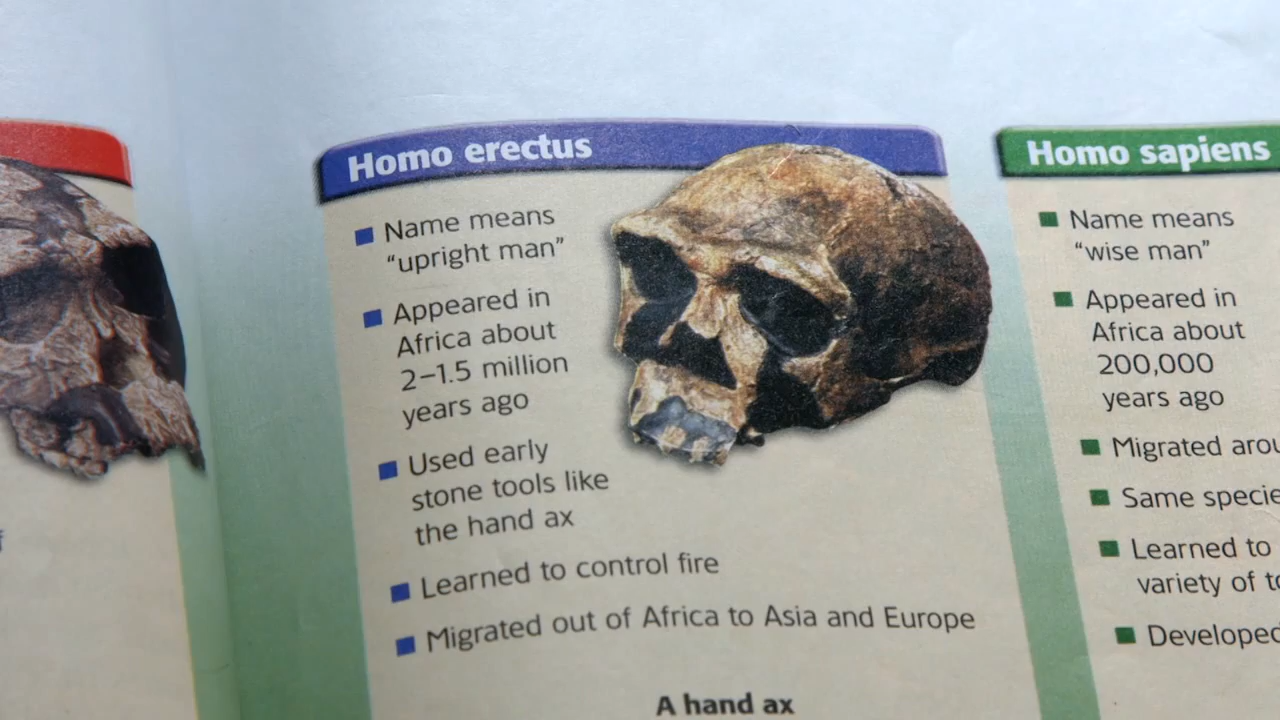 Homo erectus
Name means
“upright man”
Appeared in
Africa about
2–1.5 million
years ago
Used early
stone tools like
the hand ax
Learned to control fire
Migrated out of Africa to Asia and Europe
A hand ax
Homo sapiens
Name means
“wise man”
Appeared in
Africa about
200,000
years ago
Migrated
Same
Learned to
variety of
Developed